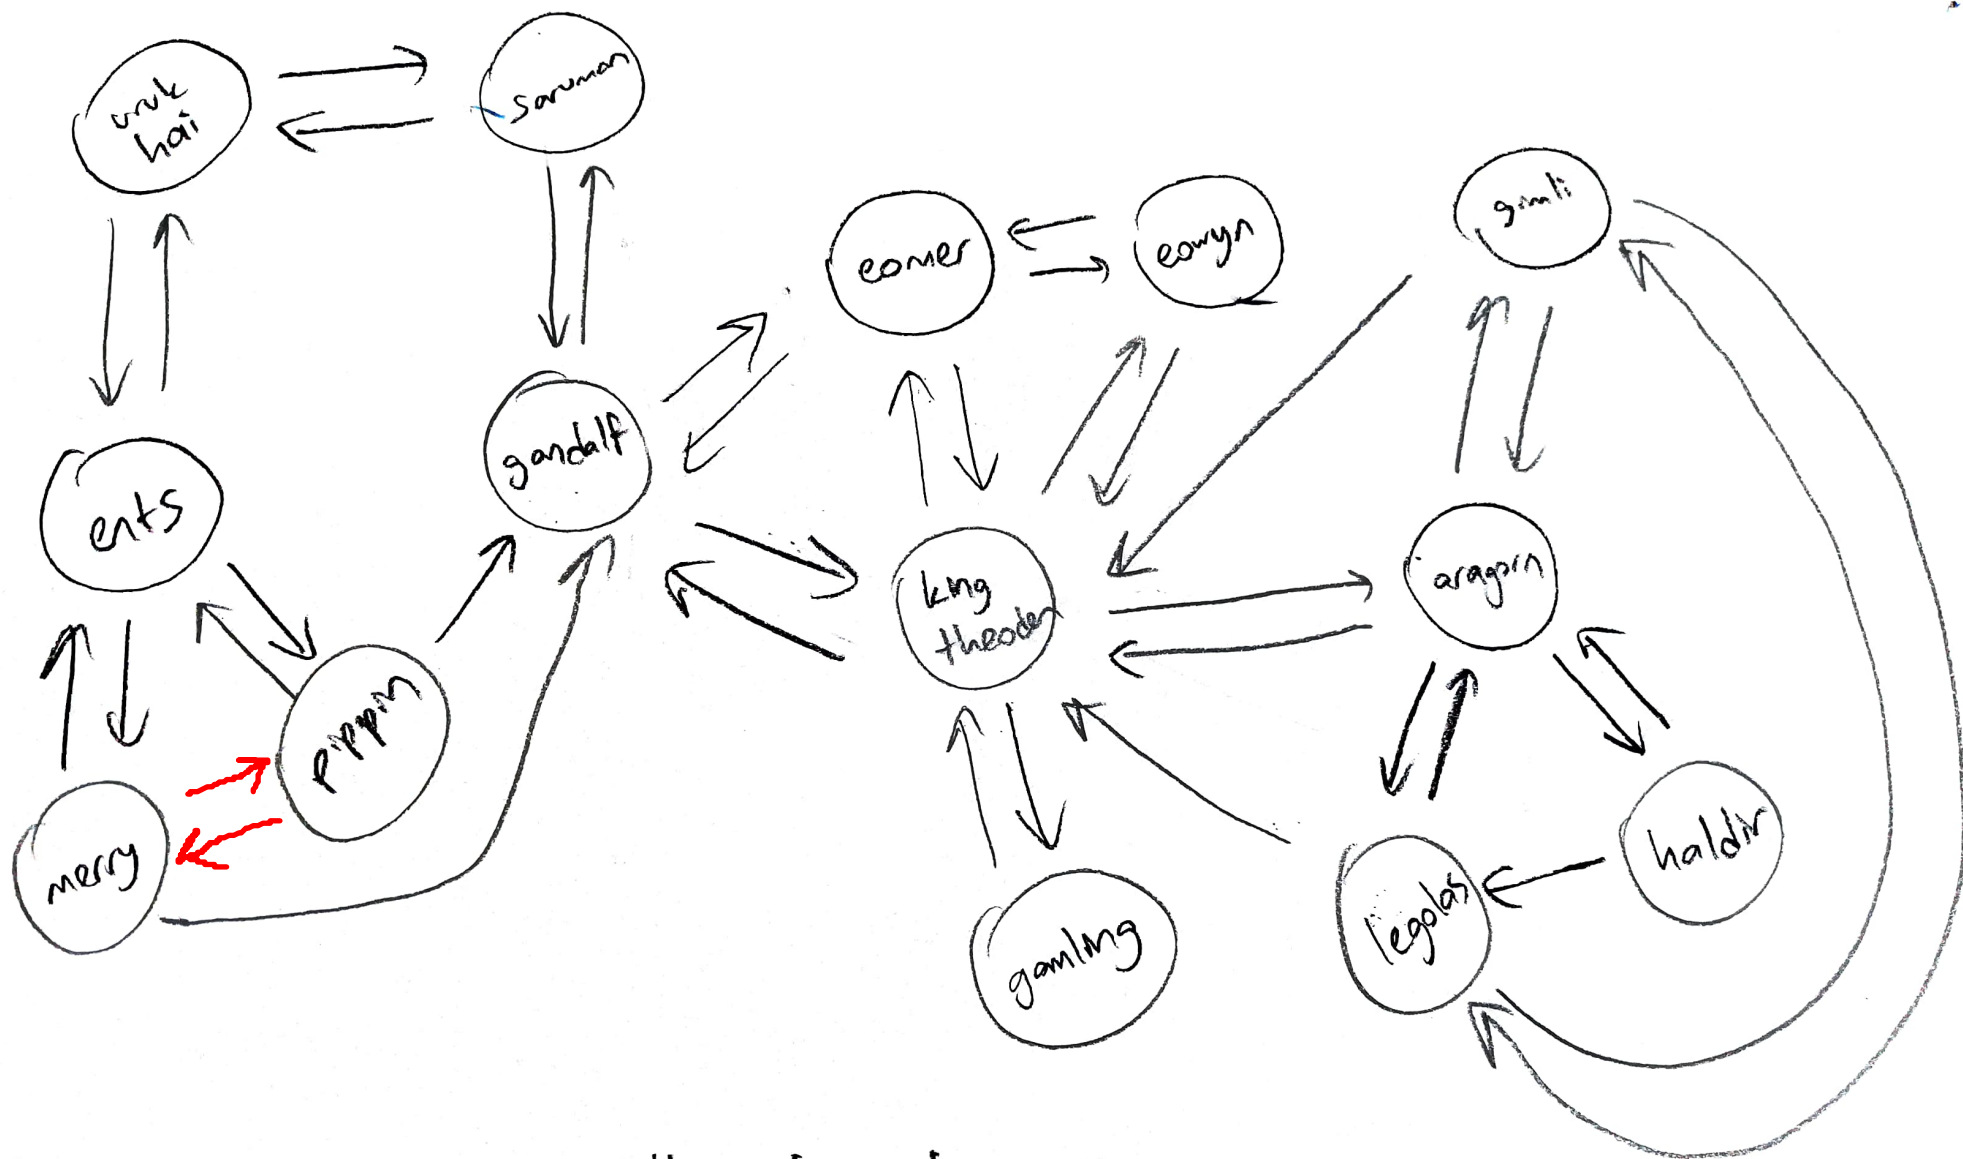 uruk
hai
saruman
eomer
eowyn
gimli
gandalf
ents
king
theoden
aragorn
pippin
merry
gamling
legolas
haldir